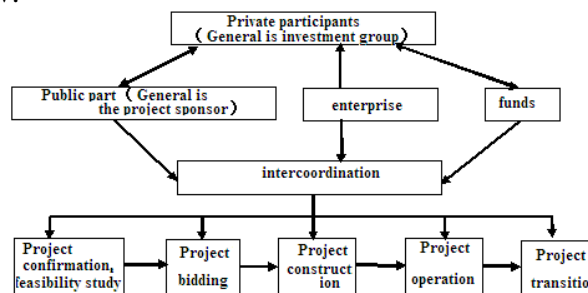 Private participants
（ General is investment group）
Public part （ General is
the project sponsor）
enterprise
funds
intercoordination
Project
confirmation,
feasibility study
Project
bidding
Project
construct
ion
Project
operation
Project
transitio